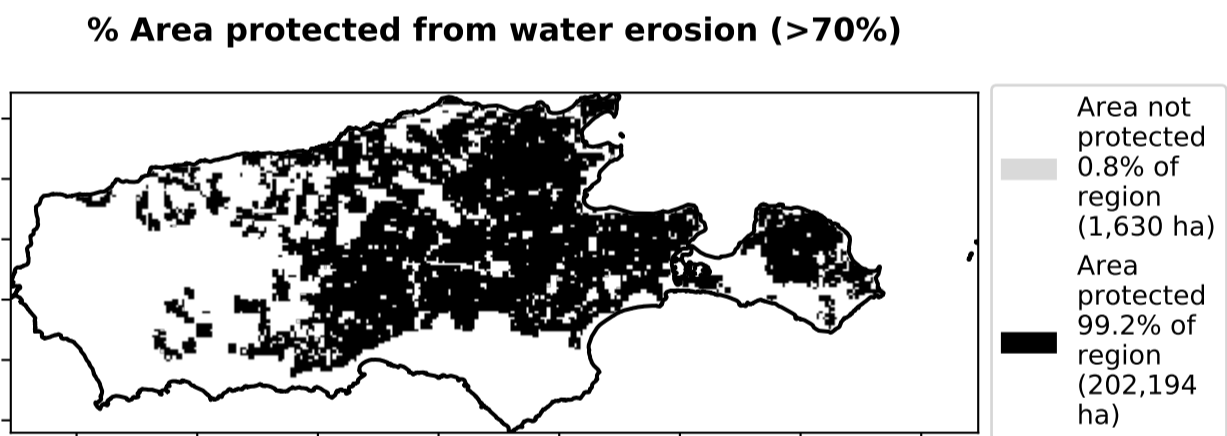 % Area protected from water erosion (>70%)
Area not
protected
0.8% of
region
(1,630 ha)
Area
protected
99.2% of
region
(202,194
ha)